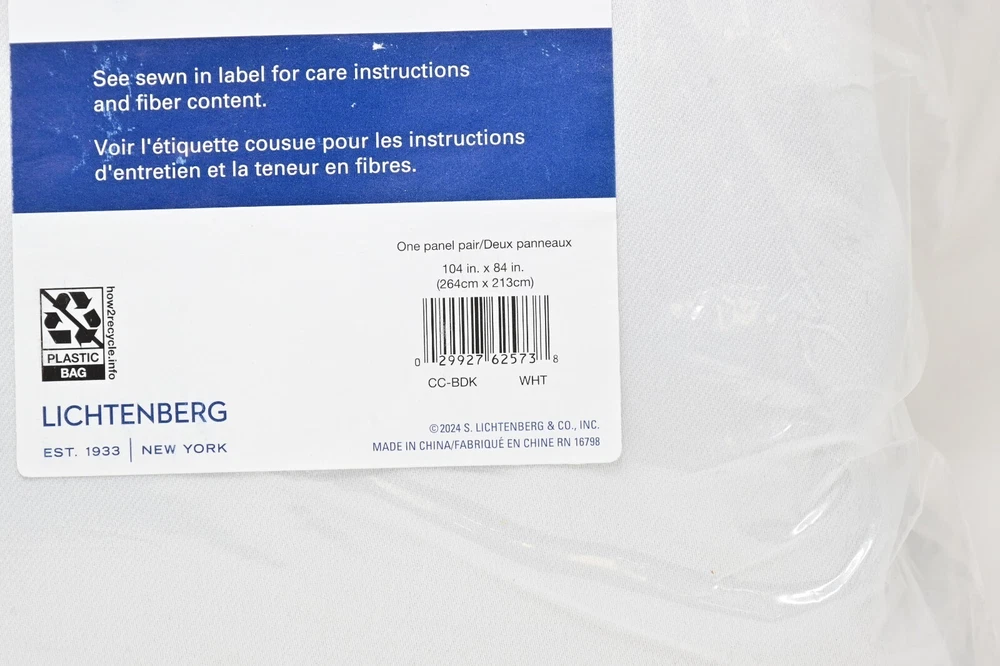 See sewn in label for care instructions
and fiber content.
Voir l'étiquette cousue pour les instructions
d'entretien et la teneur en fibres.
One panel pair/Deux panneaux
104 in. x 84 in.
(264cm x 213cm)
0 29927 62573 8
CC-BDK WHT
how2recycle.info
PLASTIC
BAG
LICHTENBERG
EST. 1933 | NEW YORK
©2024 S. LICHTENBERG & CO., INC.
MADE IN CHINA/FABRIQUÉ EN CHINE RN 16798